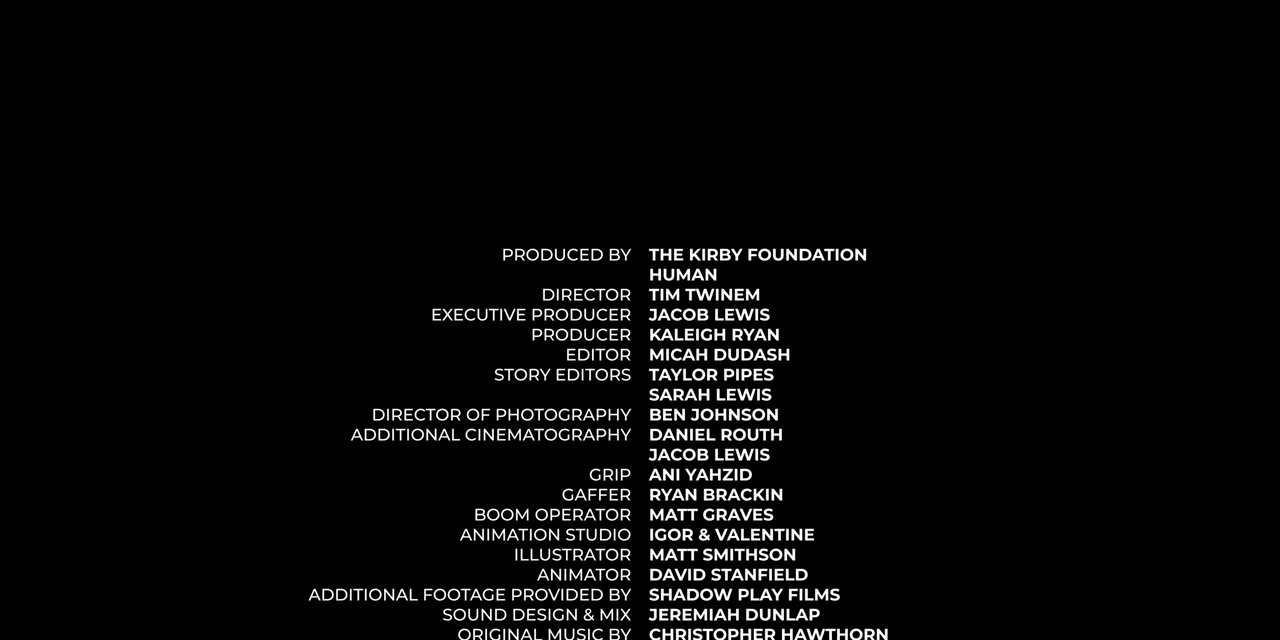 PRODUCED BY THE KIRBY FOUNDATION
HUMAN
DIRECTOR TIM TWINEM
EXECUTIVE PRODUCER JACOB LEWIS
PRODUCER KALEIGH RYAN
EDITOR MICAH DUDASH
STORY EDITORS TAYLOR PIPES
SARAH LEWIS
DIRECTOR OF PHOTOGRAPHY BEN JOHNSON
ADDITIONAL CINEMATOGRAPHY DANIEL ROUTH
JACOB LEWIS
GRIP ANI YAHZID
GAFFER RYAN BRACKIN
BOOM OPERATOR MATT GRAVES
ANIMATION STUDIO IGOR & VALENTINE
ILLUSTRATOR MATT SMITHSON
ANIMATOR DAVID STANFIELD
ADDITIONAL FOOTAGE PROVIDED BY SHADOW PLAY FILMS
SOUND DESIGN & MIX JEREMIAH DUNLAP
ORIGINAL MUSIC BY CHRISTOPHER HAWTHORN